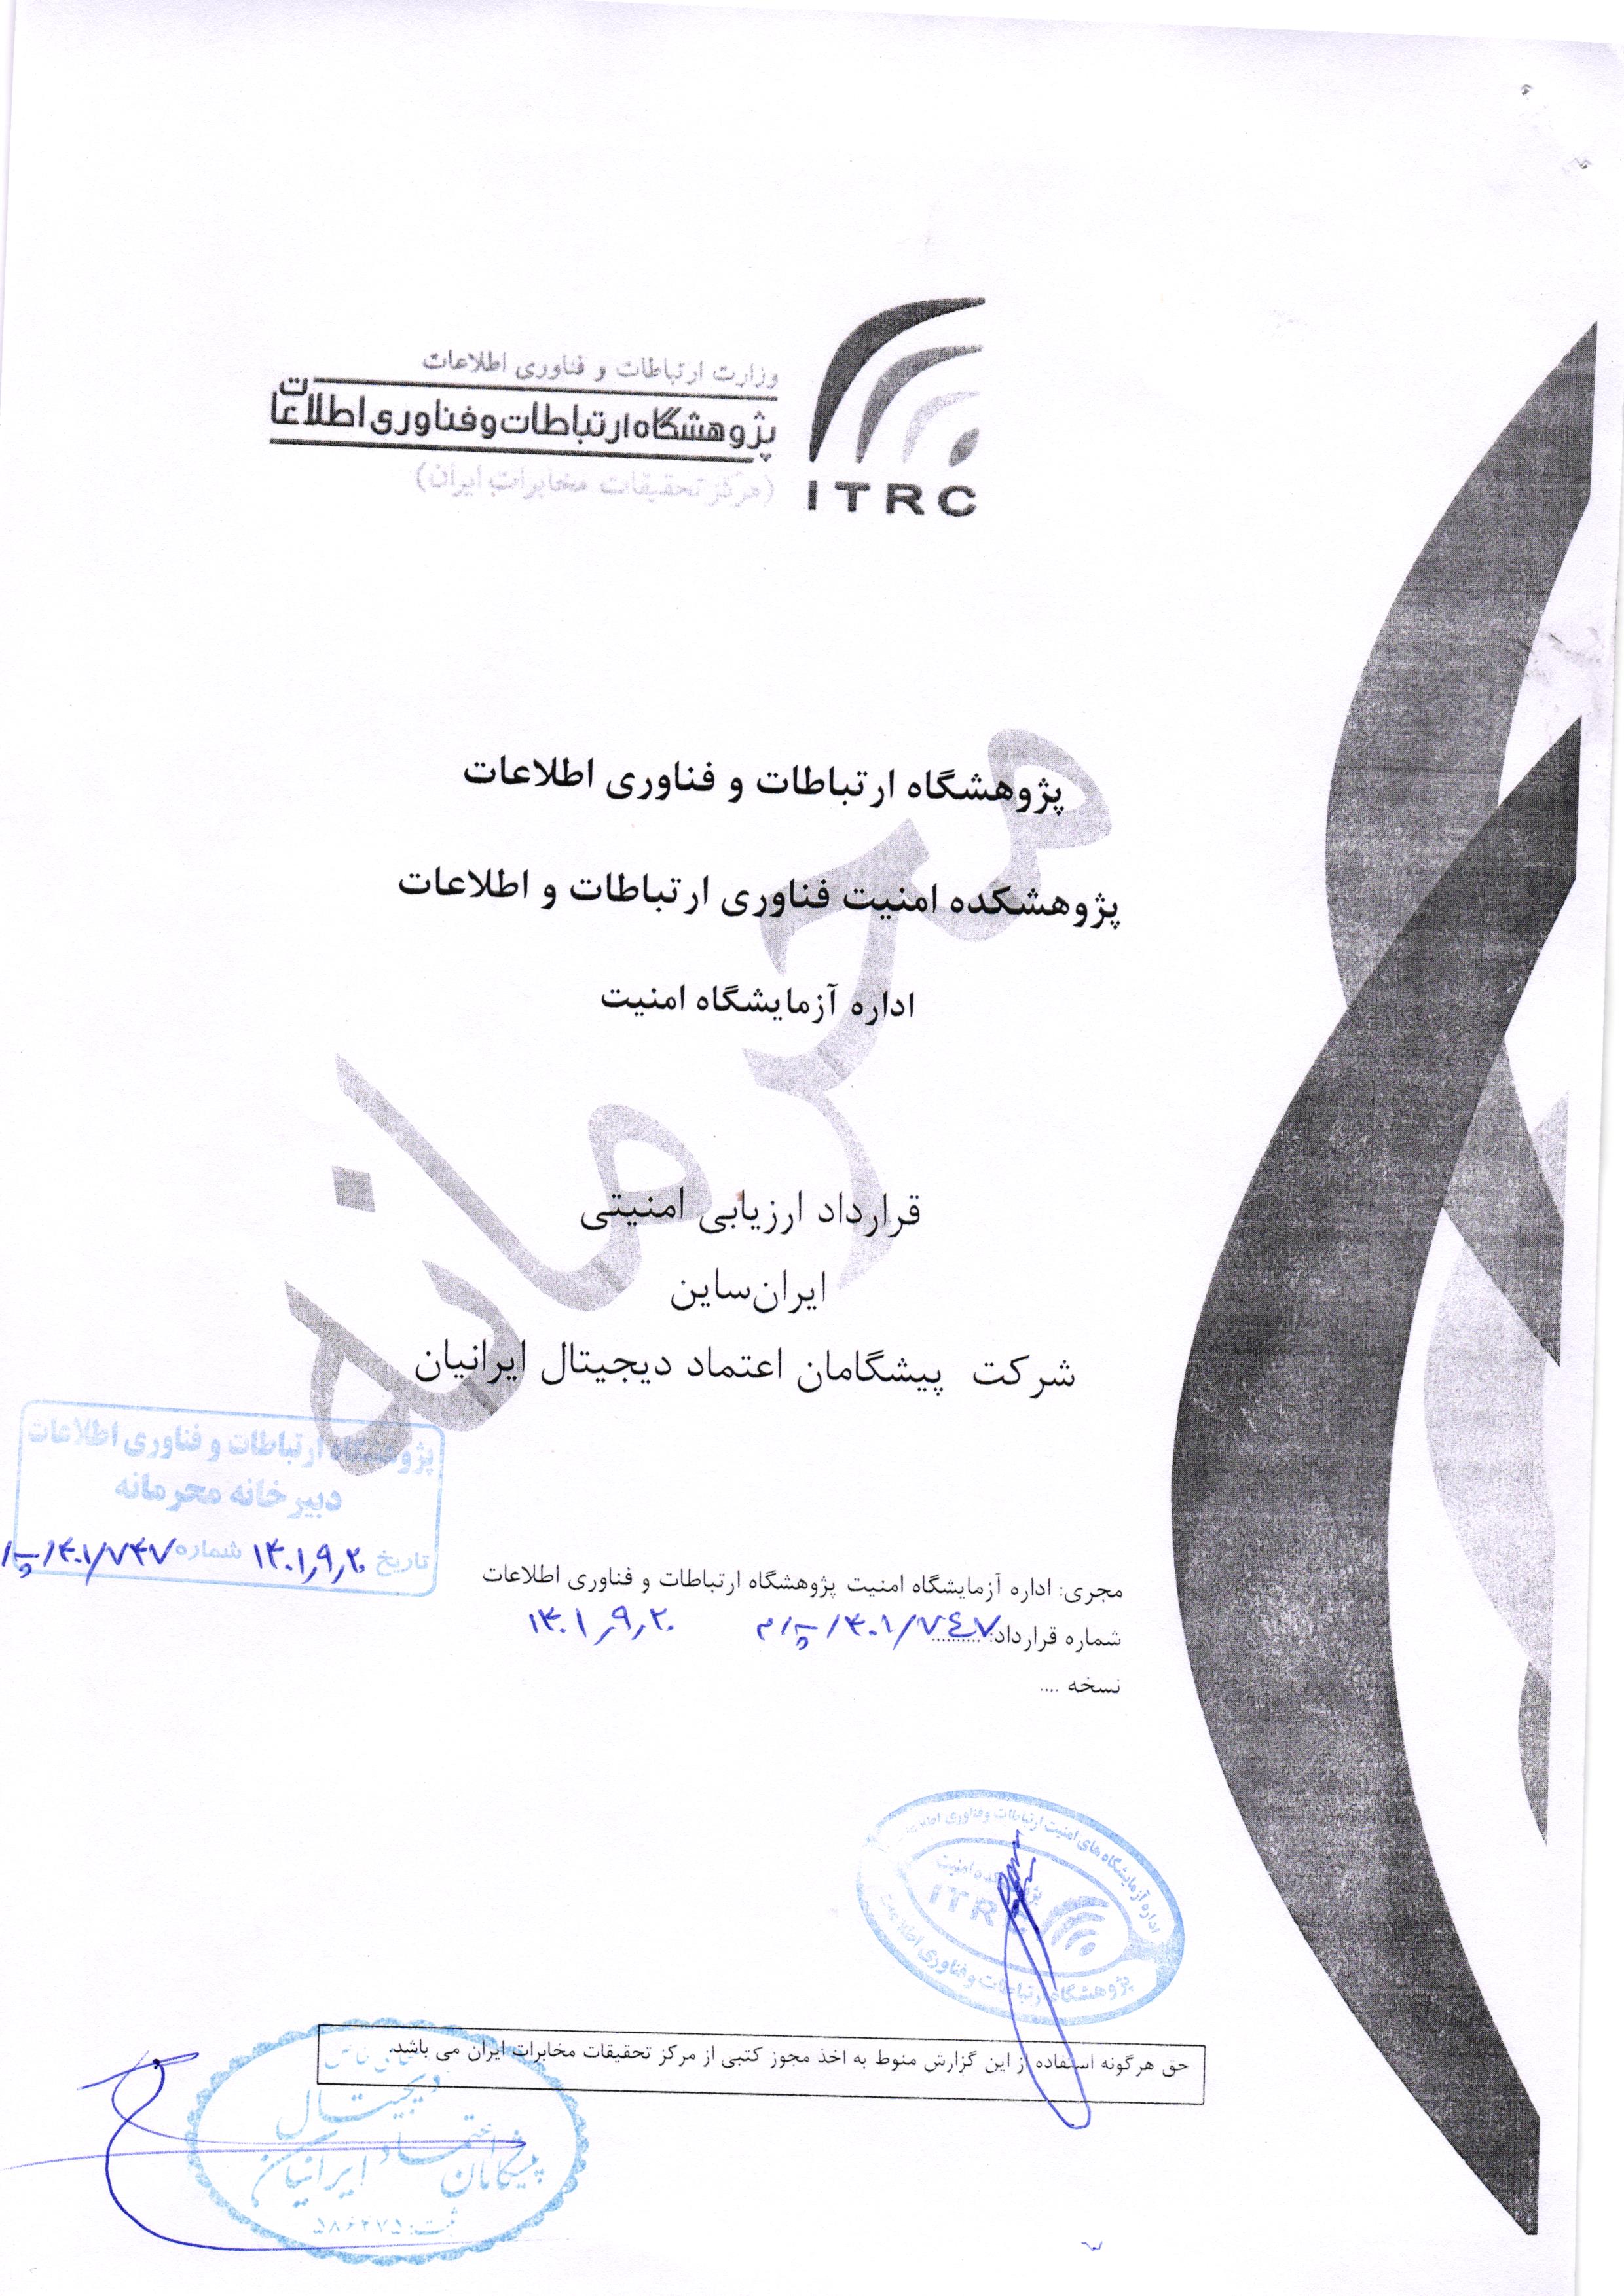 وزارت ارتباطات و فناوری اطلاعات
پژوهشگاه ارتباطات و فناوری اطلاعات
(مرکز تحقیقات مخابرات ایران)
ITRC
پژوهشگاه ارتباطات و فناوری اطلاعات
پژوهشکده امنیت فناوری ارتباطات و اطلاعات
اداره آزمایشگاه امنیت
محرمانه
قرارداد ارزیابی امنیتی
ایران‌ساین
شرکت پیشگامان اعتماد دیجیتال ایرانیان
پژوهشگاه ارتباطات و فناوری اطلاعات
دبیرخانه محرمانه
تاریخ ۱۴۰۱٫۹٫۲۰ شماره ۱۴۰۱/۷۴۷/پ/
مجری: اداره آزمایشگاه امنیت پژوهشگاه ارتباطات و فناوری اطلاعات
شماره قرارداد: ۱۴۰۱/۷۴۷/پ/م ۱۴۰۱٫۹٫۲۰
نسخه ....
اداره آزمایشگاه های امنیت ارتباطات و فناوری
پژوهشکده امنیت
ITRC
پژوهشگاه ارتباطات و فناوری اطلاعات
حق هرگونه استفاده از این گزارش منوط به اخذ مجوز کتبی از مرکز تحقیقات مخابرات ایران می باشد.
پیشگامان اعتماد دیجیتال ایرانیان
ثبت: ۵۸۶۲۷۵